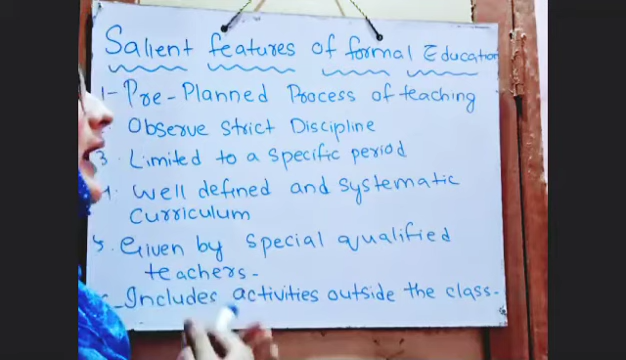 Salient features of formal Education
1- Pre-Planned Process of teaching
Observe Strict Discipline
3. Limited to a specific period
4. Well defined and systematic
curriculum
5. Given by special qualified
teachers-
Includes activities outside the class-